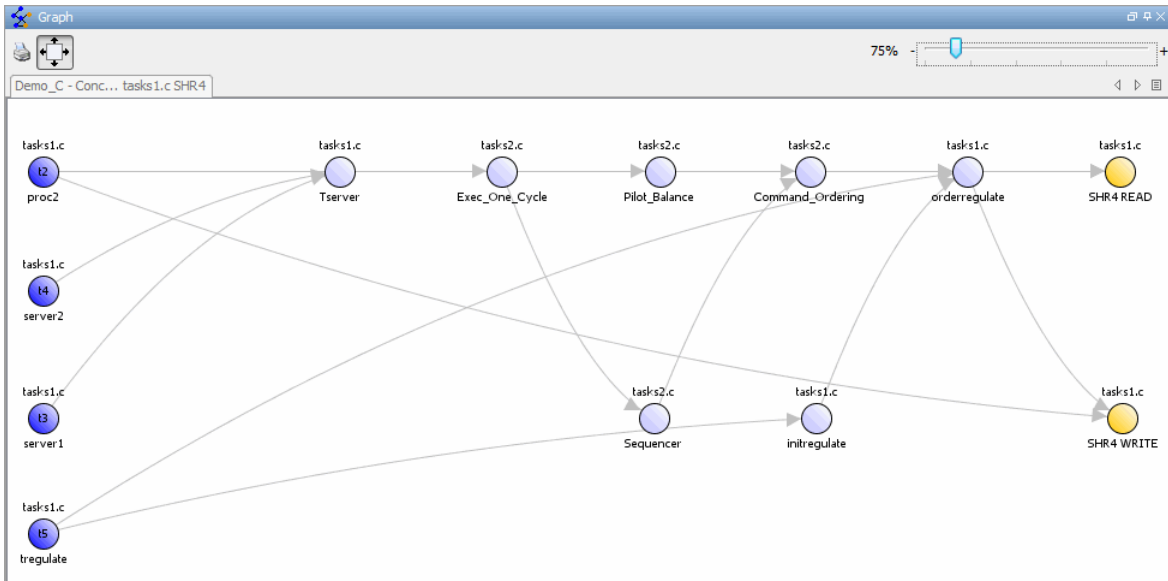 Graph
75% - +
Demo_C - Conc... tasks1.c SHR4
tasks1.c tasks1.c tasks2.c tasks2.c tasks2.c tasks1.c tasks1.c
t2
proc2 Tserver Exec_One_Cycle Pilot_Balance Command_Ordering orderregulate SHR4 READ
tasks1.c
t4
server2
tasks1.c tasks2.c tasks1.c tasks1.c
t3
server1 Sequencer initregulate SHR4 WRITE
tasks1.c
t5
tregulate